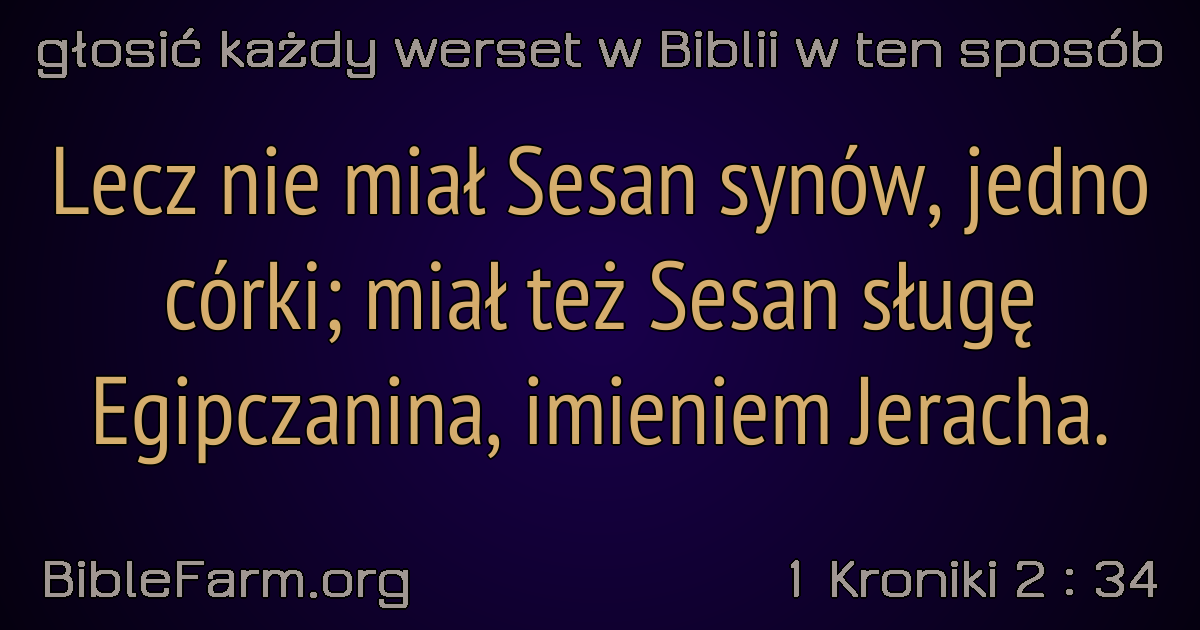 głosić każdy werset w Biblii w ten sposób
Lecz nie miał Sesan synów, jedno
córki; miał też Sesan sługę
Egipczanina, imieniem Jeracha.
BibleFarm.org
1 Kroniki 2 : 34